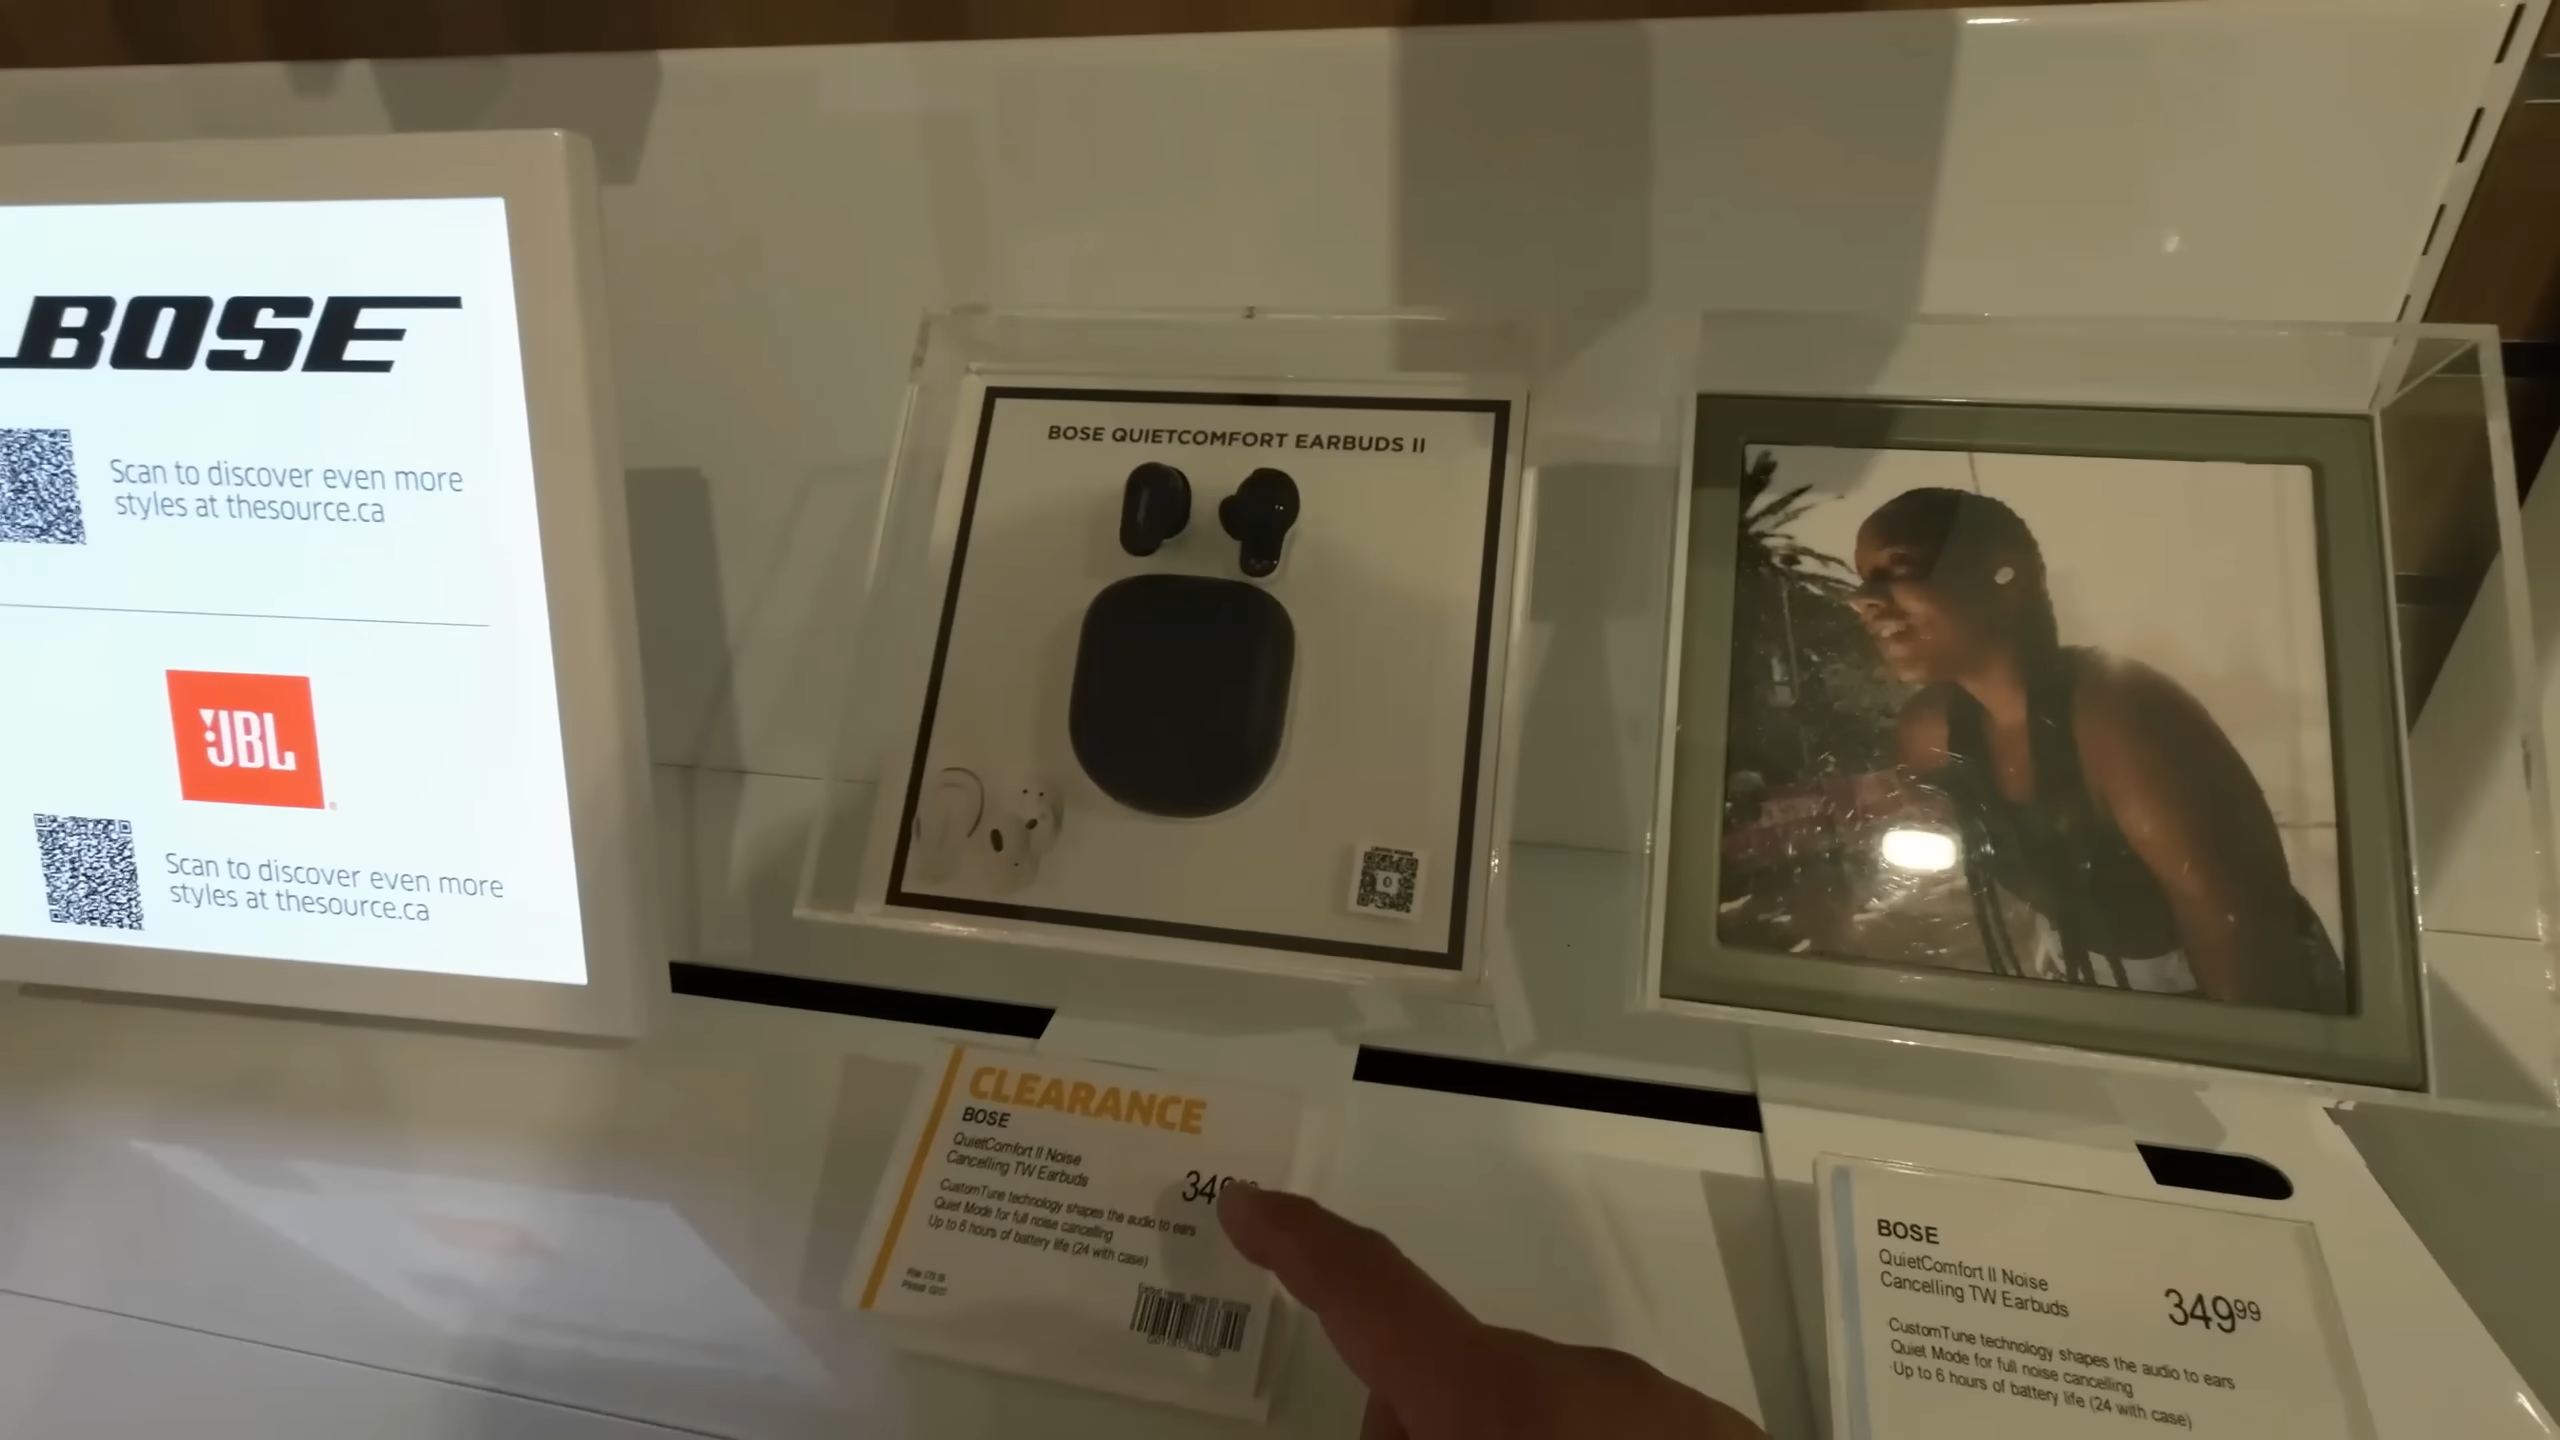 BOSE
Scan to discover even more
styles at thesource.ca
JBL
Scan to discover even more
styles at thesource.ca
BOSE QUIETCOMFORT EARBUDS II
CLEARANCE
BOSE
QuietComfort II Noise
Cancelling TW Earbuds
CustomTune technology shapes the audio to ears
Quiet Mode for full noise cancelling
Up to 6 hours of battery life (24 with case)
BOSE
QuietComfort II Noise
Cancelling TW Earbuds
349 99
·CustomTune technology shapes the audio to ears
Quiet Mode for full noise cancelling
·Up to 6 hours of battery life (24 with case)